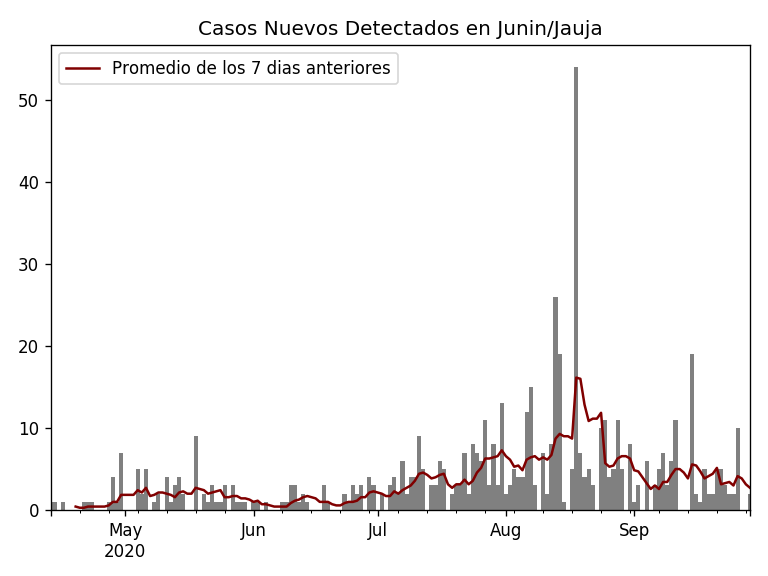 Casos Nuevos Detectados en Junin/Jauja
Promedio de los 7 dias anteriores
50
40
30
20
10
0
May
2020
Jun
Jul
Aug
Sep